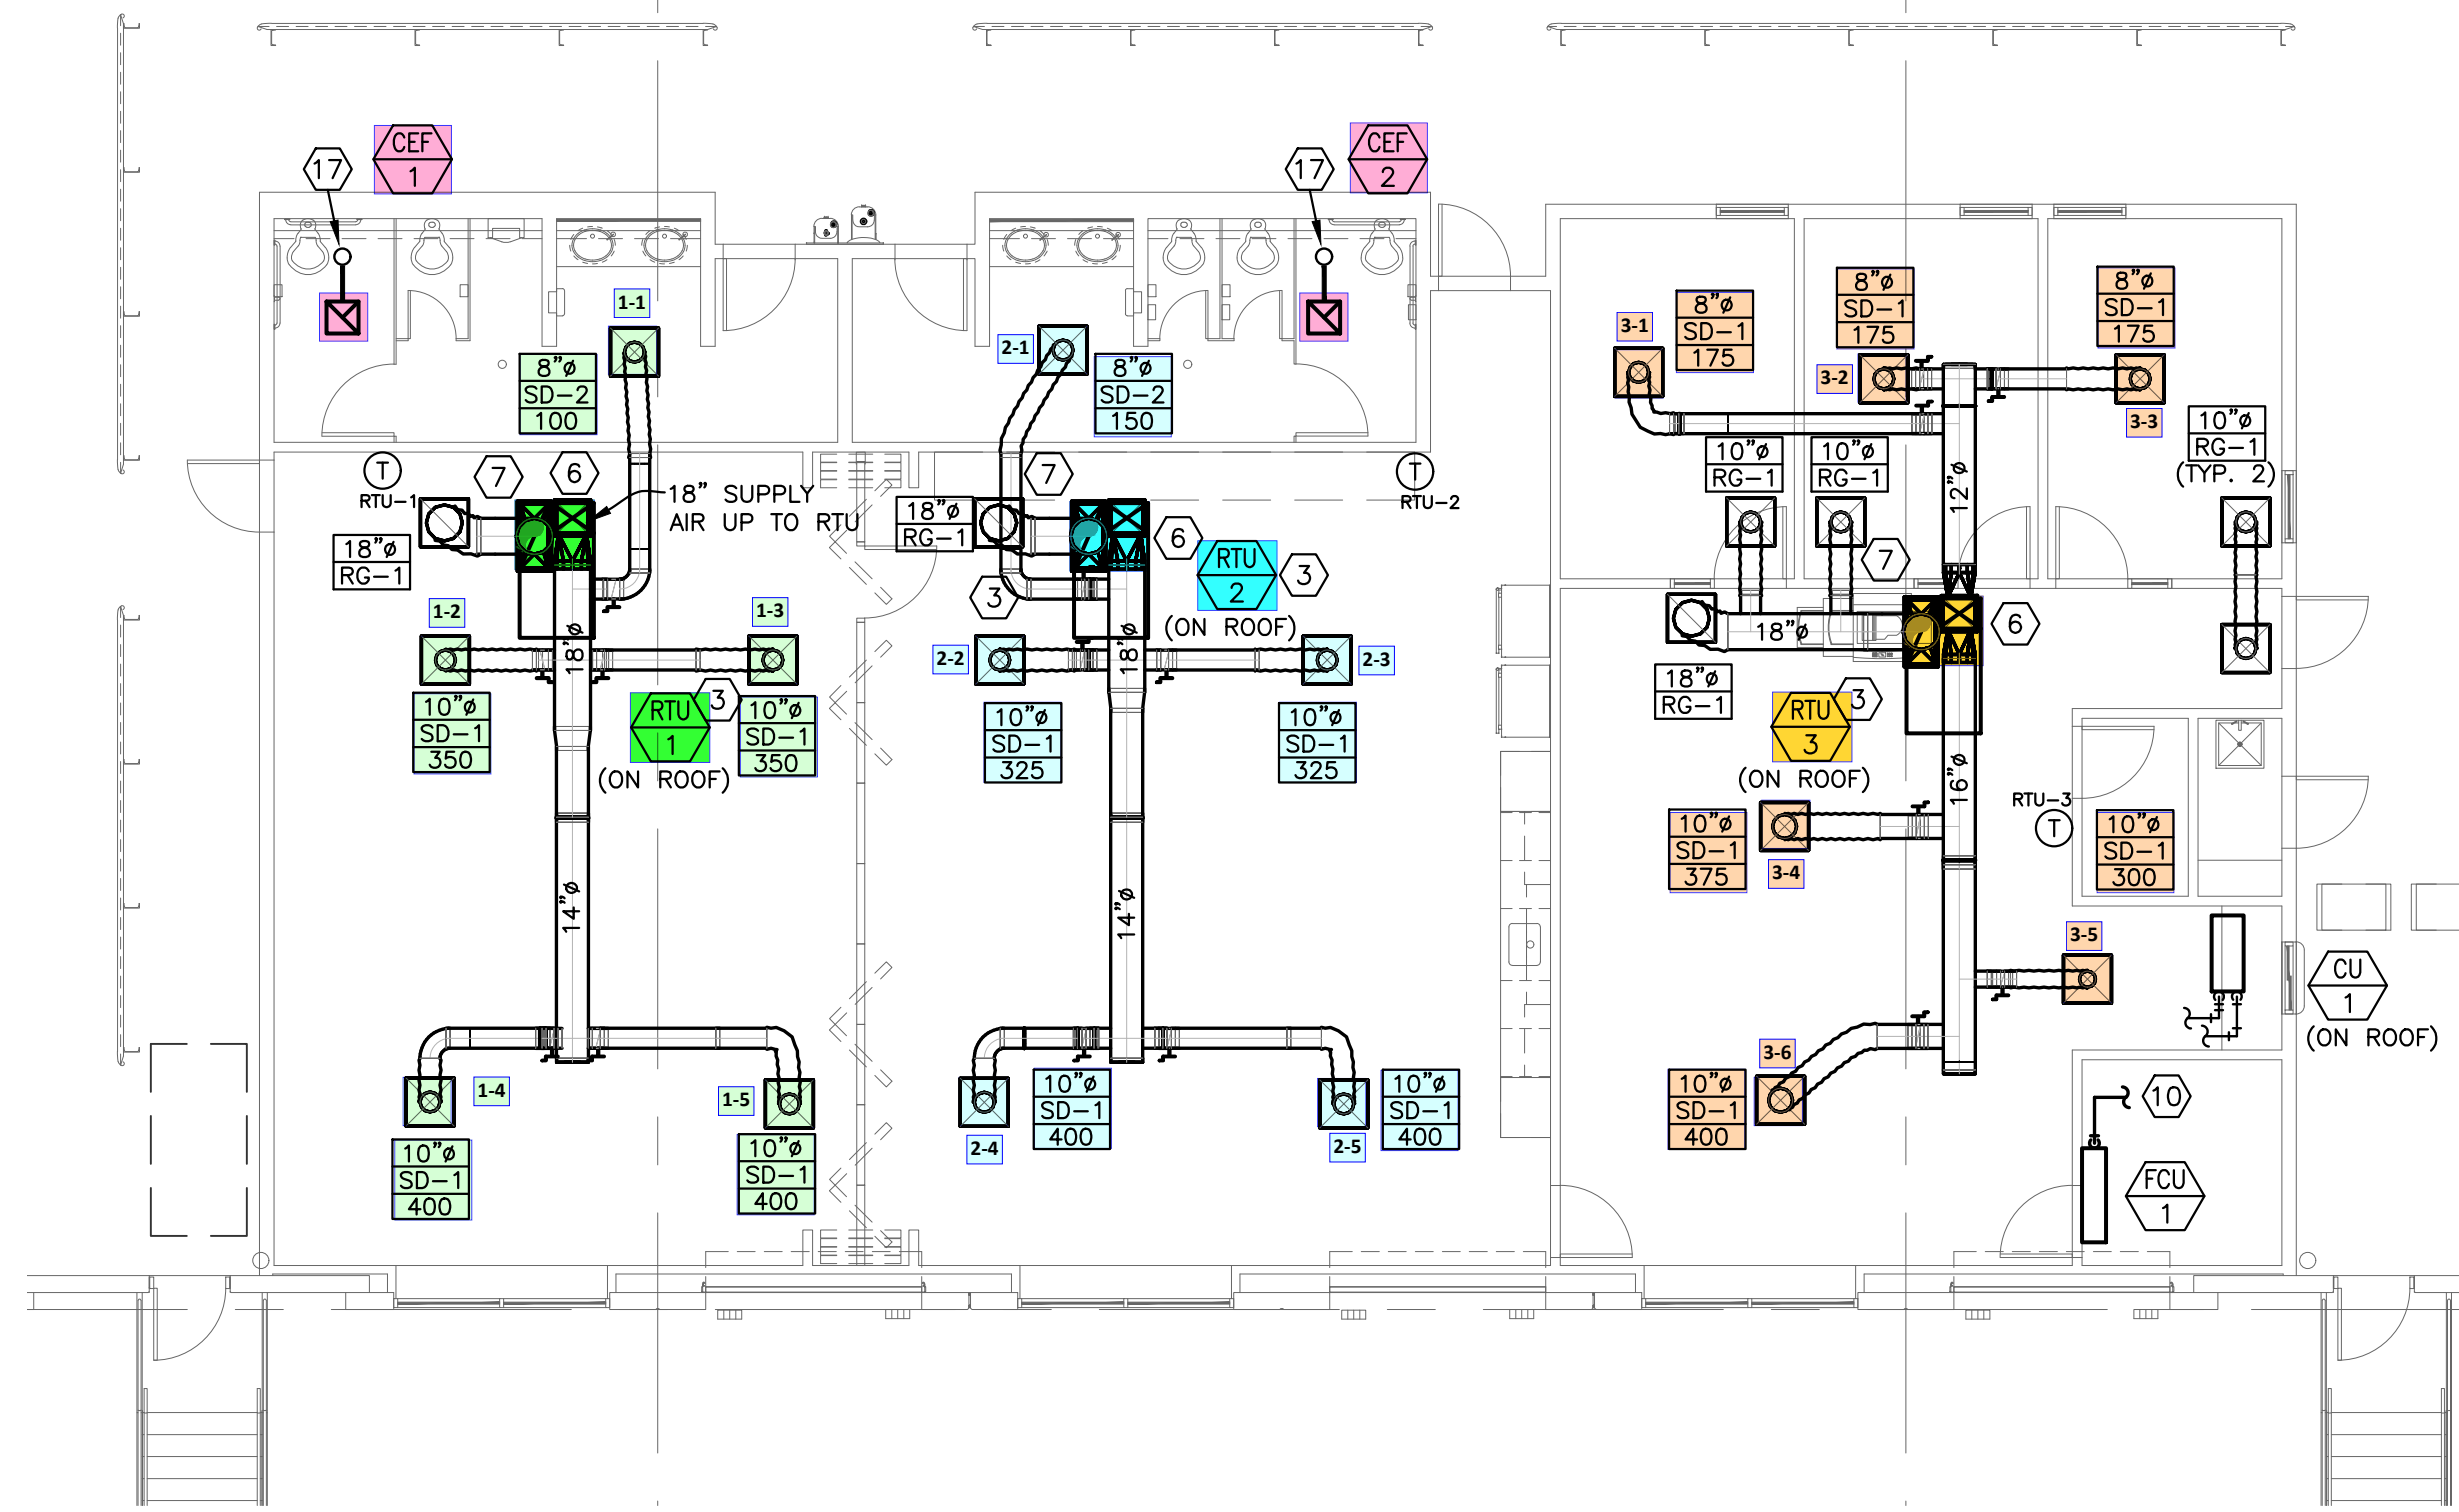 CEF
1
17
CEF
2
17
1-1
8"ø
SD-2
100
2-1
8"ø
SD-2
150
3-1
8"ø
SD-1
175
8"ø
SD-1
175
3-2
8"ø
SD-1
175
3-3
10"ø
RG-1
(TYP. 2)
T
RTU-1
7
6
18" SUPPLY
AIR UP TO RTU
18"ø
RG-1
18"ø
RG-1
7
6
RTU
2
3
(ON ROOF)
3
T
RTU-2
10"ø
RG-1
10"ø
RG-1
12"ø
7
6
18"ø
18"ø
RG-1
RTU
3
3
(ON ROOF)
16"ø
1-2
1-3
18"ø
10"ø
SD-1
350
RTU
1
3
(ON ROOF)
10"ø
SD-1
350
2-2
18"ø
2-3
10"ø
SD-1
325
10"ø
SD-1
325
10"ø
SD-1
375
3-4
RTU-3
T
10"ø
SD-1
300
3-5
14"ø
14"ø
CU
1
(ON ROOF)
1-4
10"ø
SD-1
400
1-5
10"ø
SD-1
400
2-4
10"ø
SD-1
400
2-5
10"ø
SD-1
400
3-6
10"ø
SD-1
400
10
FCU
1